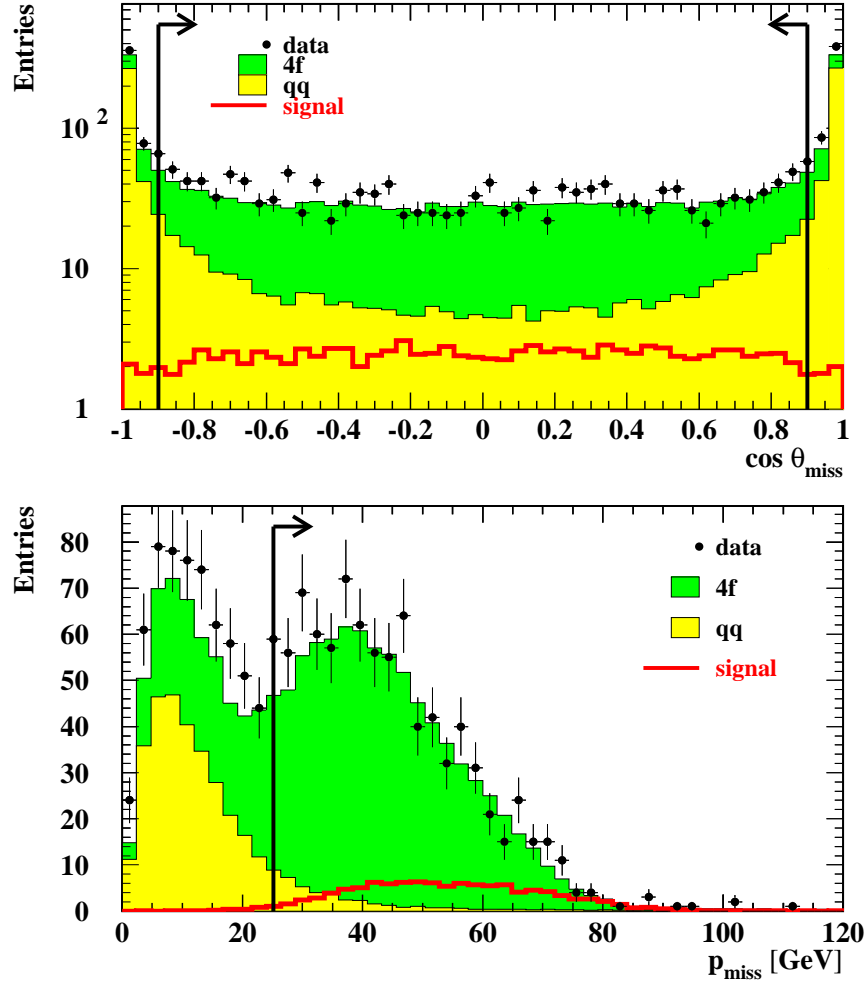 Entries
data
4f
qq
signal
10 2
10
1
-1 -0.8 -0.6 -0.4 -0.2 0 0.2 0.4 0.6 0.8 1
cos θmiss
Entries
80
70
60
50
40
30
20
10
0
data
4f
qq
signal
0 20 40 60 80 100 120
pmiss [GeV]